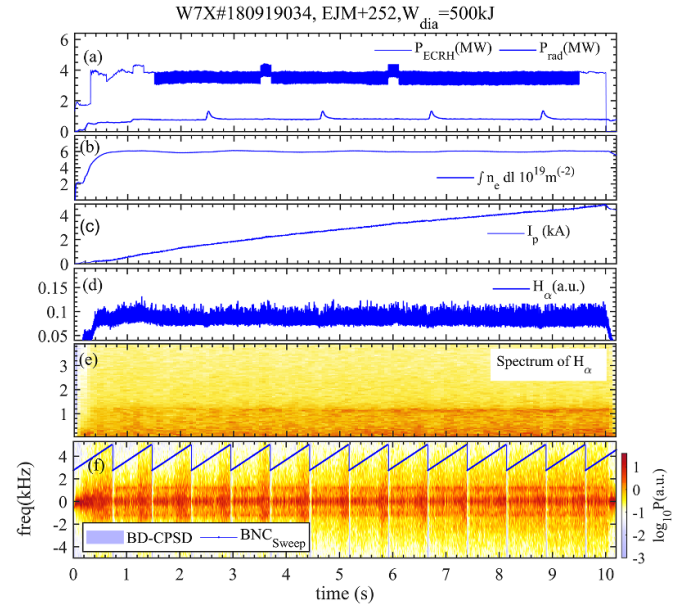 W7X#180919034, EJM+252,W_dia=500kJ
(a)
P_ECRH(MW) P_rad(MW)
6
4
2
0
(b)
∫ n_e dl 10^19m^(-2)
6
4
2
0
(c)
I_p (kA)
4
2
0
(d)
H_α(a.u.)
0.15
0.1
0.05
(e)
Spectrum of H_α
3
2
1
(f)
freq(kHz)
4
2
0
-2
-4
BD-CPSD BNC_Sweep
0 1 2 3 4 5 6 7 8 9 10
time (s)
1
0
-1
-2
-3
log_10P(a.u.)